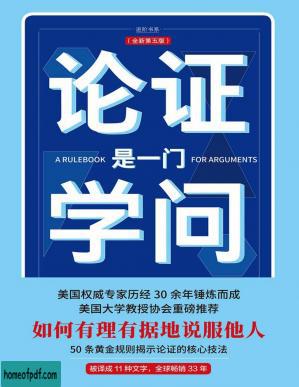 进阶书系
（全新第五版）
论证
A RULEBOOK 是一门 FOR ARGUMENTS
学问
美国权威专家历经 30 余年锤炼而成
美国大学教授协会重磅推荐
如何有理有据地说服他人
50 条黄金规则揭示论证的核心技法
被译成 11 种文字，全球畅销 33 年
homeofpdf.com